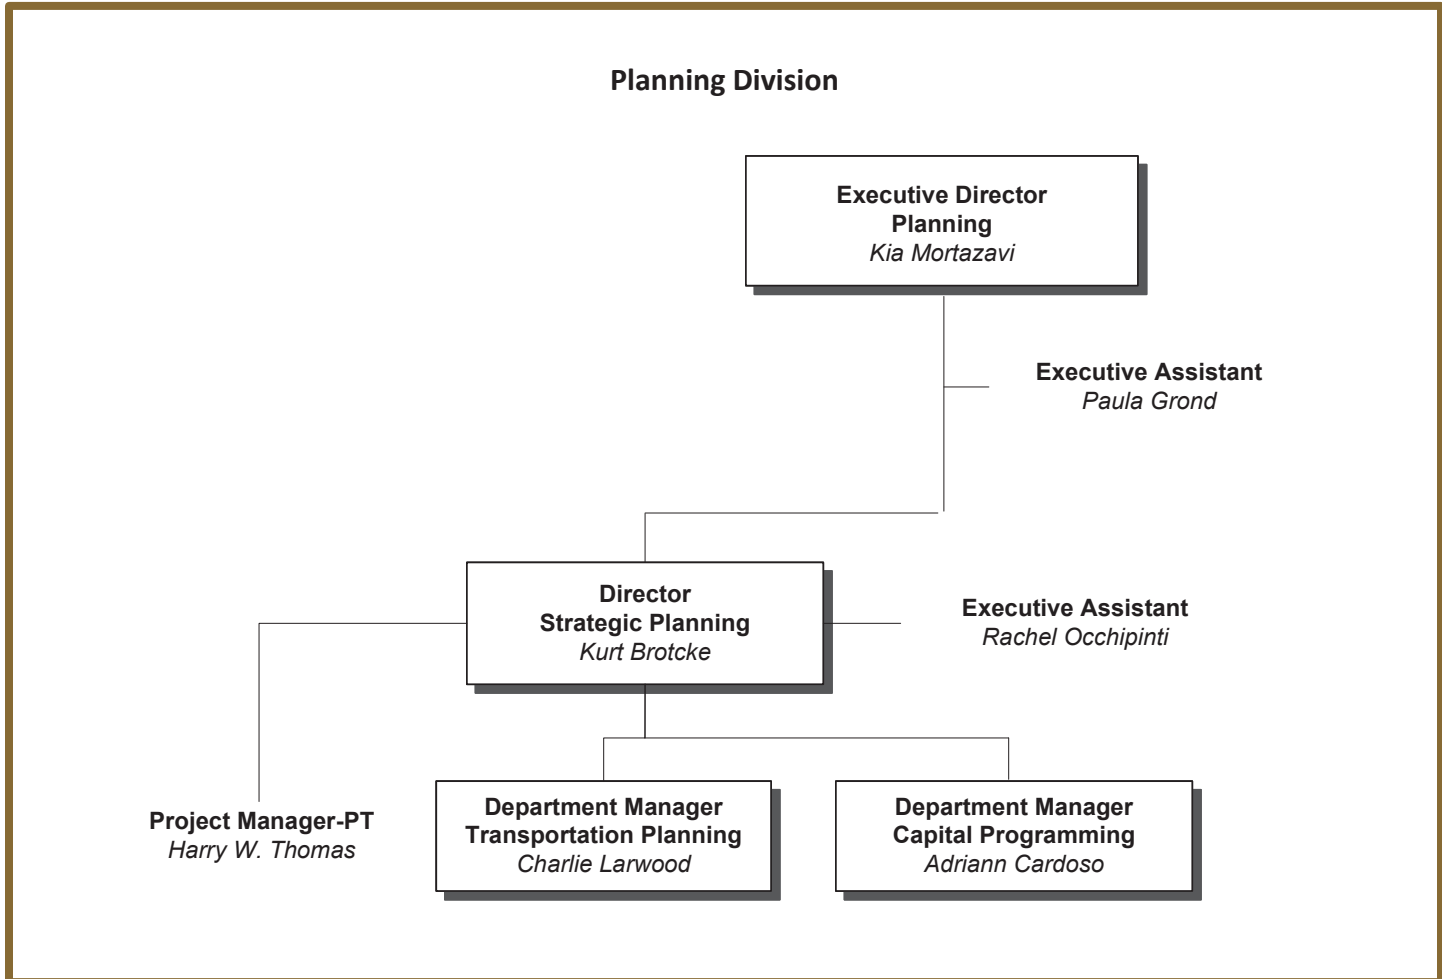 Planning Division
Executive Director
Planning
Kia Mortazavi
Executive Assistant
Paula Grond
Director
Strategic Planning
Kurt Brotcke
Executive Assistant
Rachel Occhipinti
Project Manager-PT
Harry W. Thomas
Department Manager
Transportation Planning
Charlie Larwood
Department Manager
Capital Programming
Adriann Cardoso